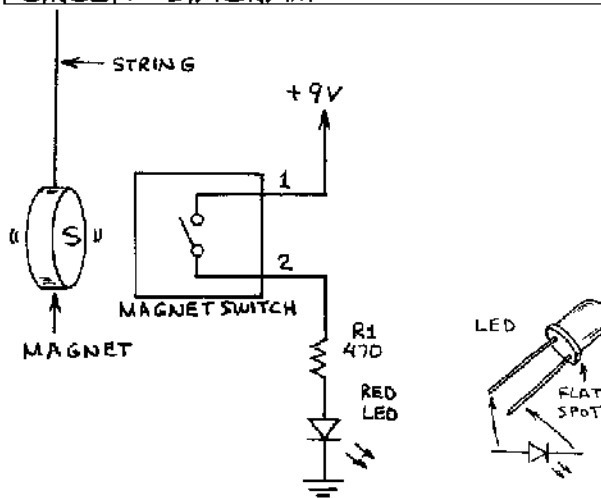 STRING
+9V
1
S
2
MAGNET SWITCH
MAGNET
R1
470
RED
LED
LED
FLAT
SPOT